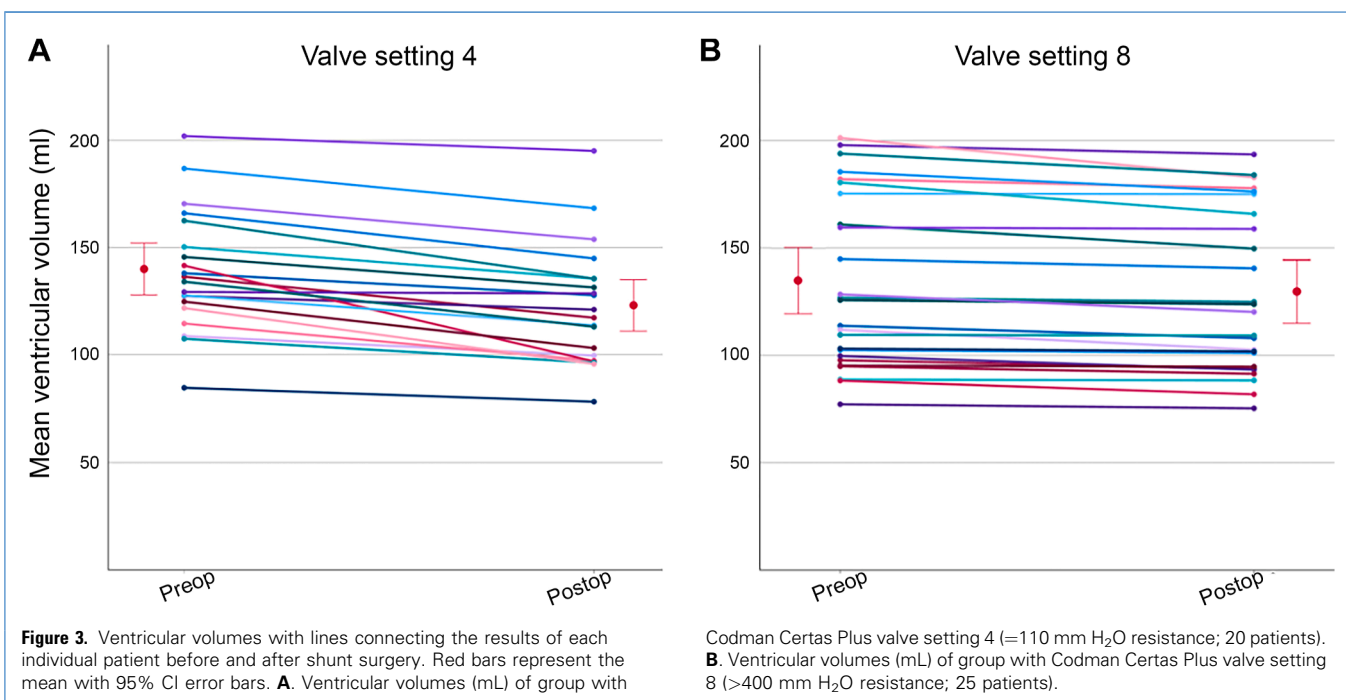 A
Valve setting 4
Mean ventricular volume (ml)
200
150
100
50
Preop
Postop
B
Valve setting 8
200
150
100
50
Preop
Postop
Figure 3. Ventricular volumes with lines connecting the results of each
individual patient before and after shunt surgery. Red bars represent the
mean with 95% CI error bars. A. Ventricular volumes (mL) of group with
Codman Certas Plus valve setting 4 (=110 mm H₂O resistance; 20 patients).
B. Ventricular volumes (mL) of group with Codman Certas Plus valve setting
8 (>400 mm H₂O resistance; 25 patients).